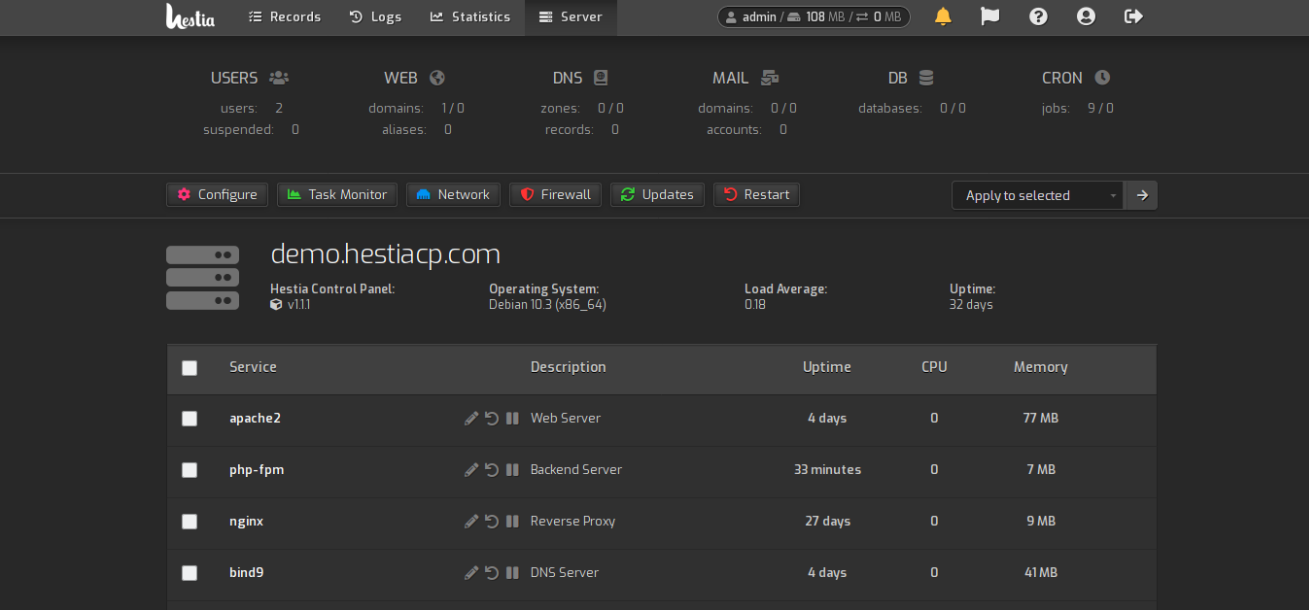 Hestia Records Logs Statistics Server admin / 108 MB / 0 MB
USERS WEB DNS MAIL DB CRON
users: 2 domains: 1 / 0 zones: 0 / 0 domains: 0 / 0 databases: 0 / 0 jobs: 9 / 0
suspended: 0 aliases: 0 records: 0 accounts: 0
Configure Task Monitor Network Firewall Updates Restart Apply to selected
demo.hestiacp.com
Hestia Control Panel: Operating System: Load Average: Uptime:
v1.1.1 Debian 10.3 (x86_64) 0.18 32 days
Service Description Uptime CPU Memory
apache2 Web Server 4 days 0 77 MB
php-fpm Backend Server 33 minutes 0 7 MB
nginx Reverse Proxy 27 days 0 9 MB
bind9 DNS Server 4 days 0 41 MB